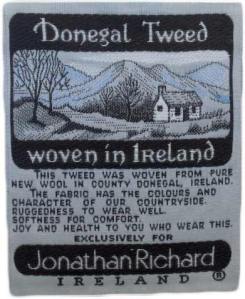 Donegal Tweed
woven in Ireland
THIS TWEED WAS WOVEN FROM PURE
NEW WOOL IN COUNTY DONEGAL, IRELAND.
THE FABRIC HAS THE COLOURS AND
CHARACTER OF OUR COUNTRYSIDE.
RUGGEDNESS TO WEAR WELL.
SOFTNESS FOR COMFORT.
JOY AND HEALTH TO YOU WHO WEAR THIS.
EXCLUSIVELY FOR
Jonathan Richard
IRELAND ®